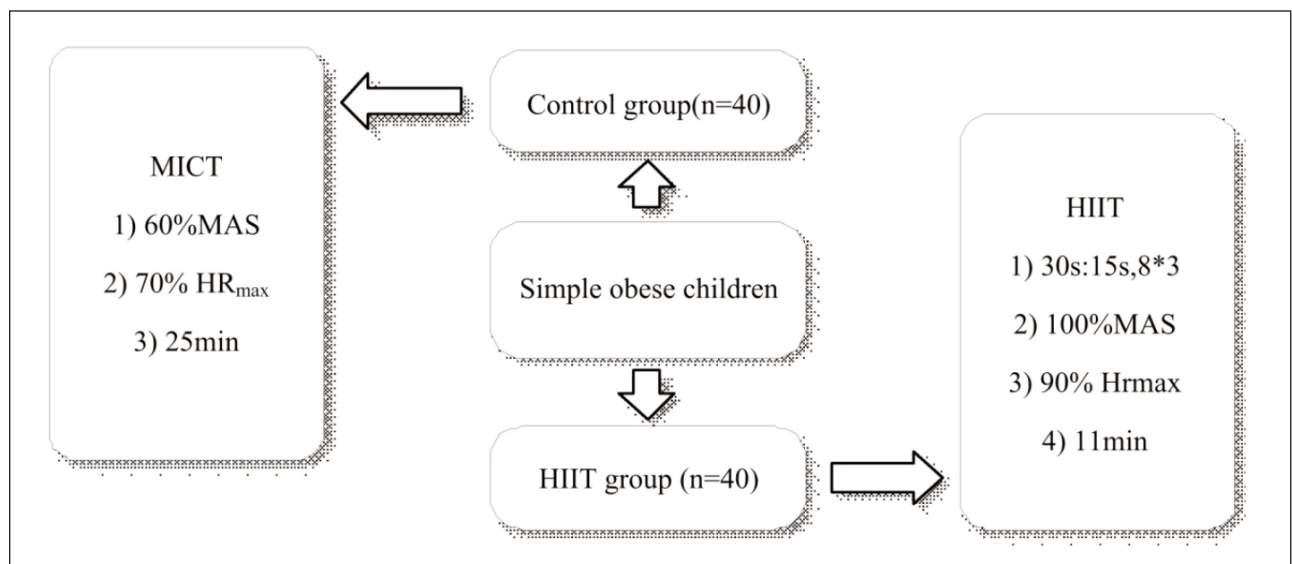 MICT
1) 60%MAS
2) 70% HRmax
3) 25min
Control group(n=40)
Simple obese children
HIIT group (n=40)
HIIT
1) 30s:15s,8*3
2) 100%MAS
3) 90% Hrmax
4) 11min